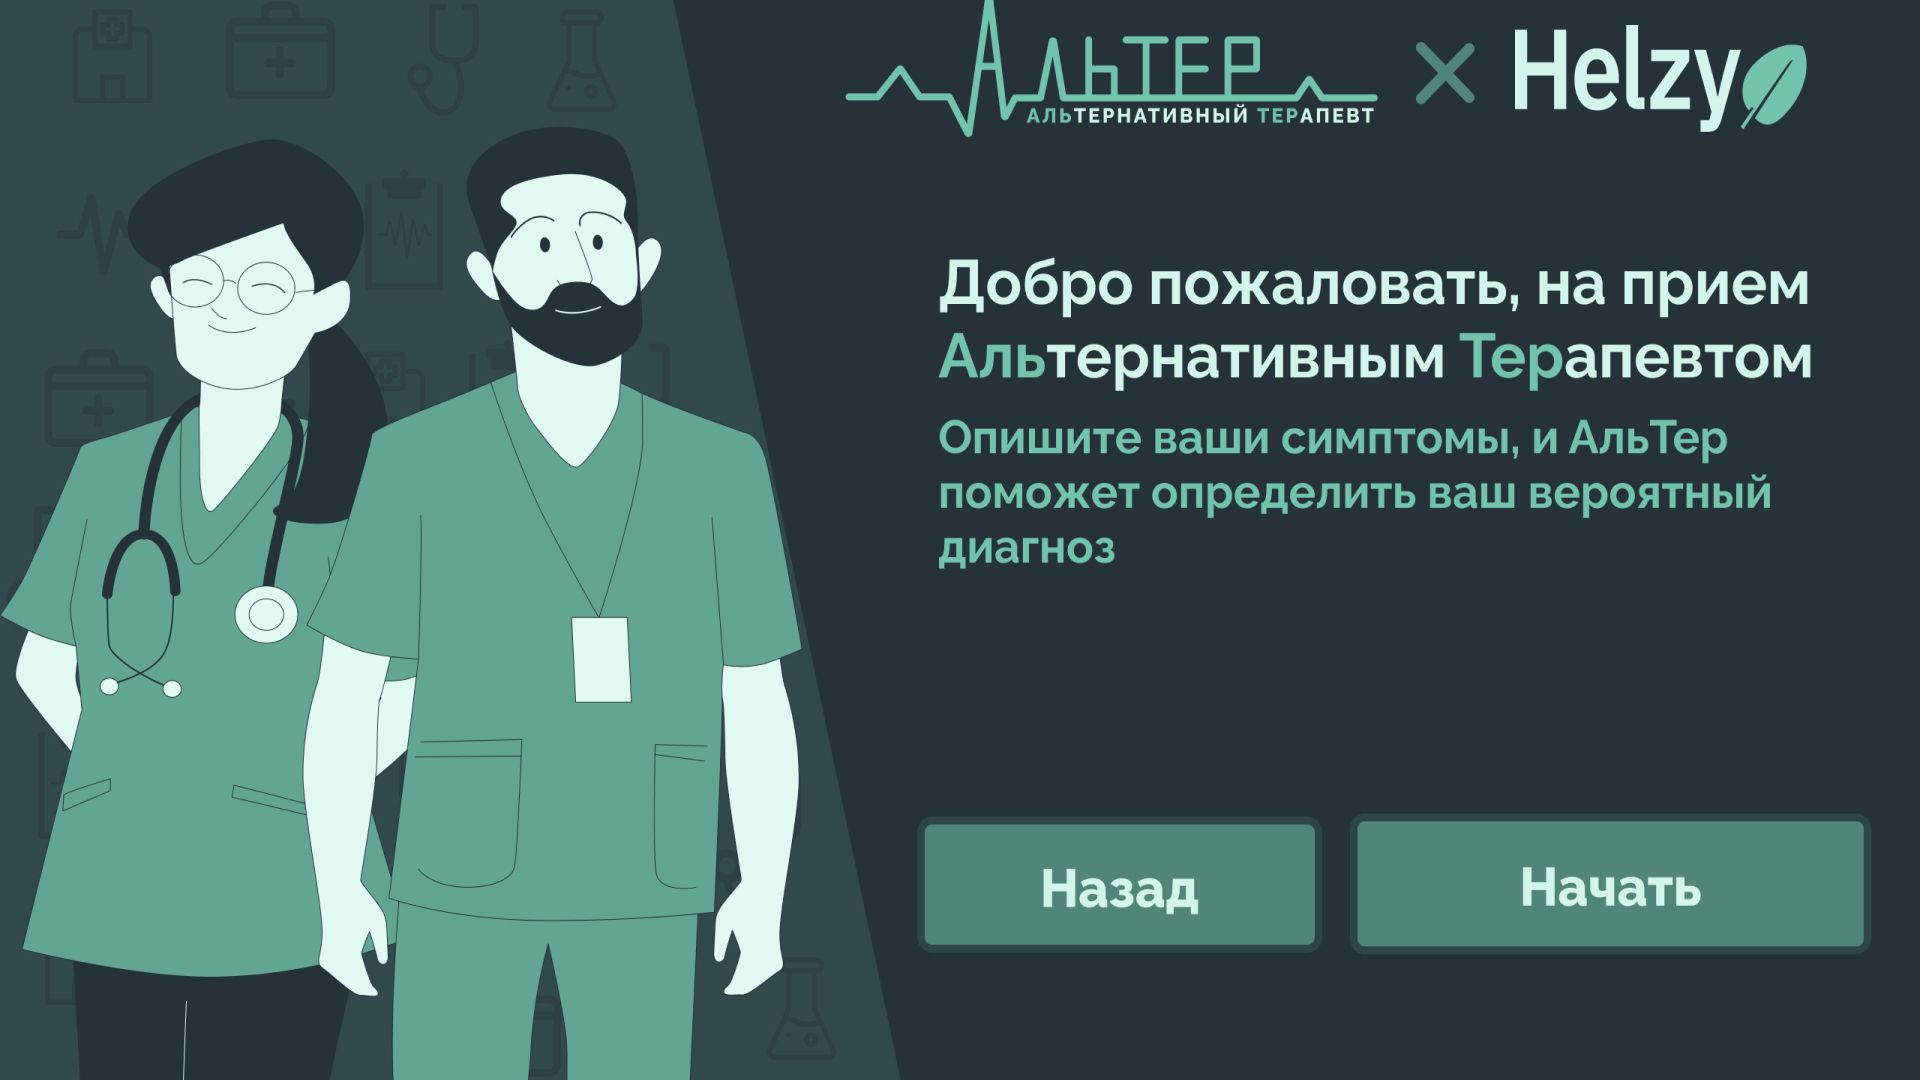 АльТЕР
АЛЬТЕРНАТИВНЫЙ ТЕРАПЕВТ
Helzy
Добро пожаловать, на прием
Альтернативным Терапевтом
Опишите ваши симптомы, и АльТер
поможет определить ваш вероятный
диагноз
Назад
Начать